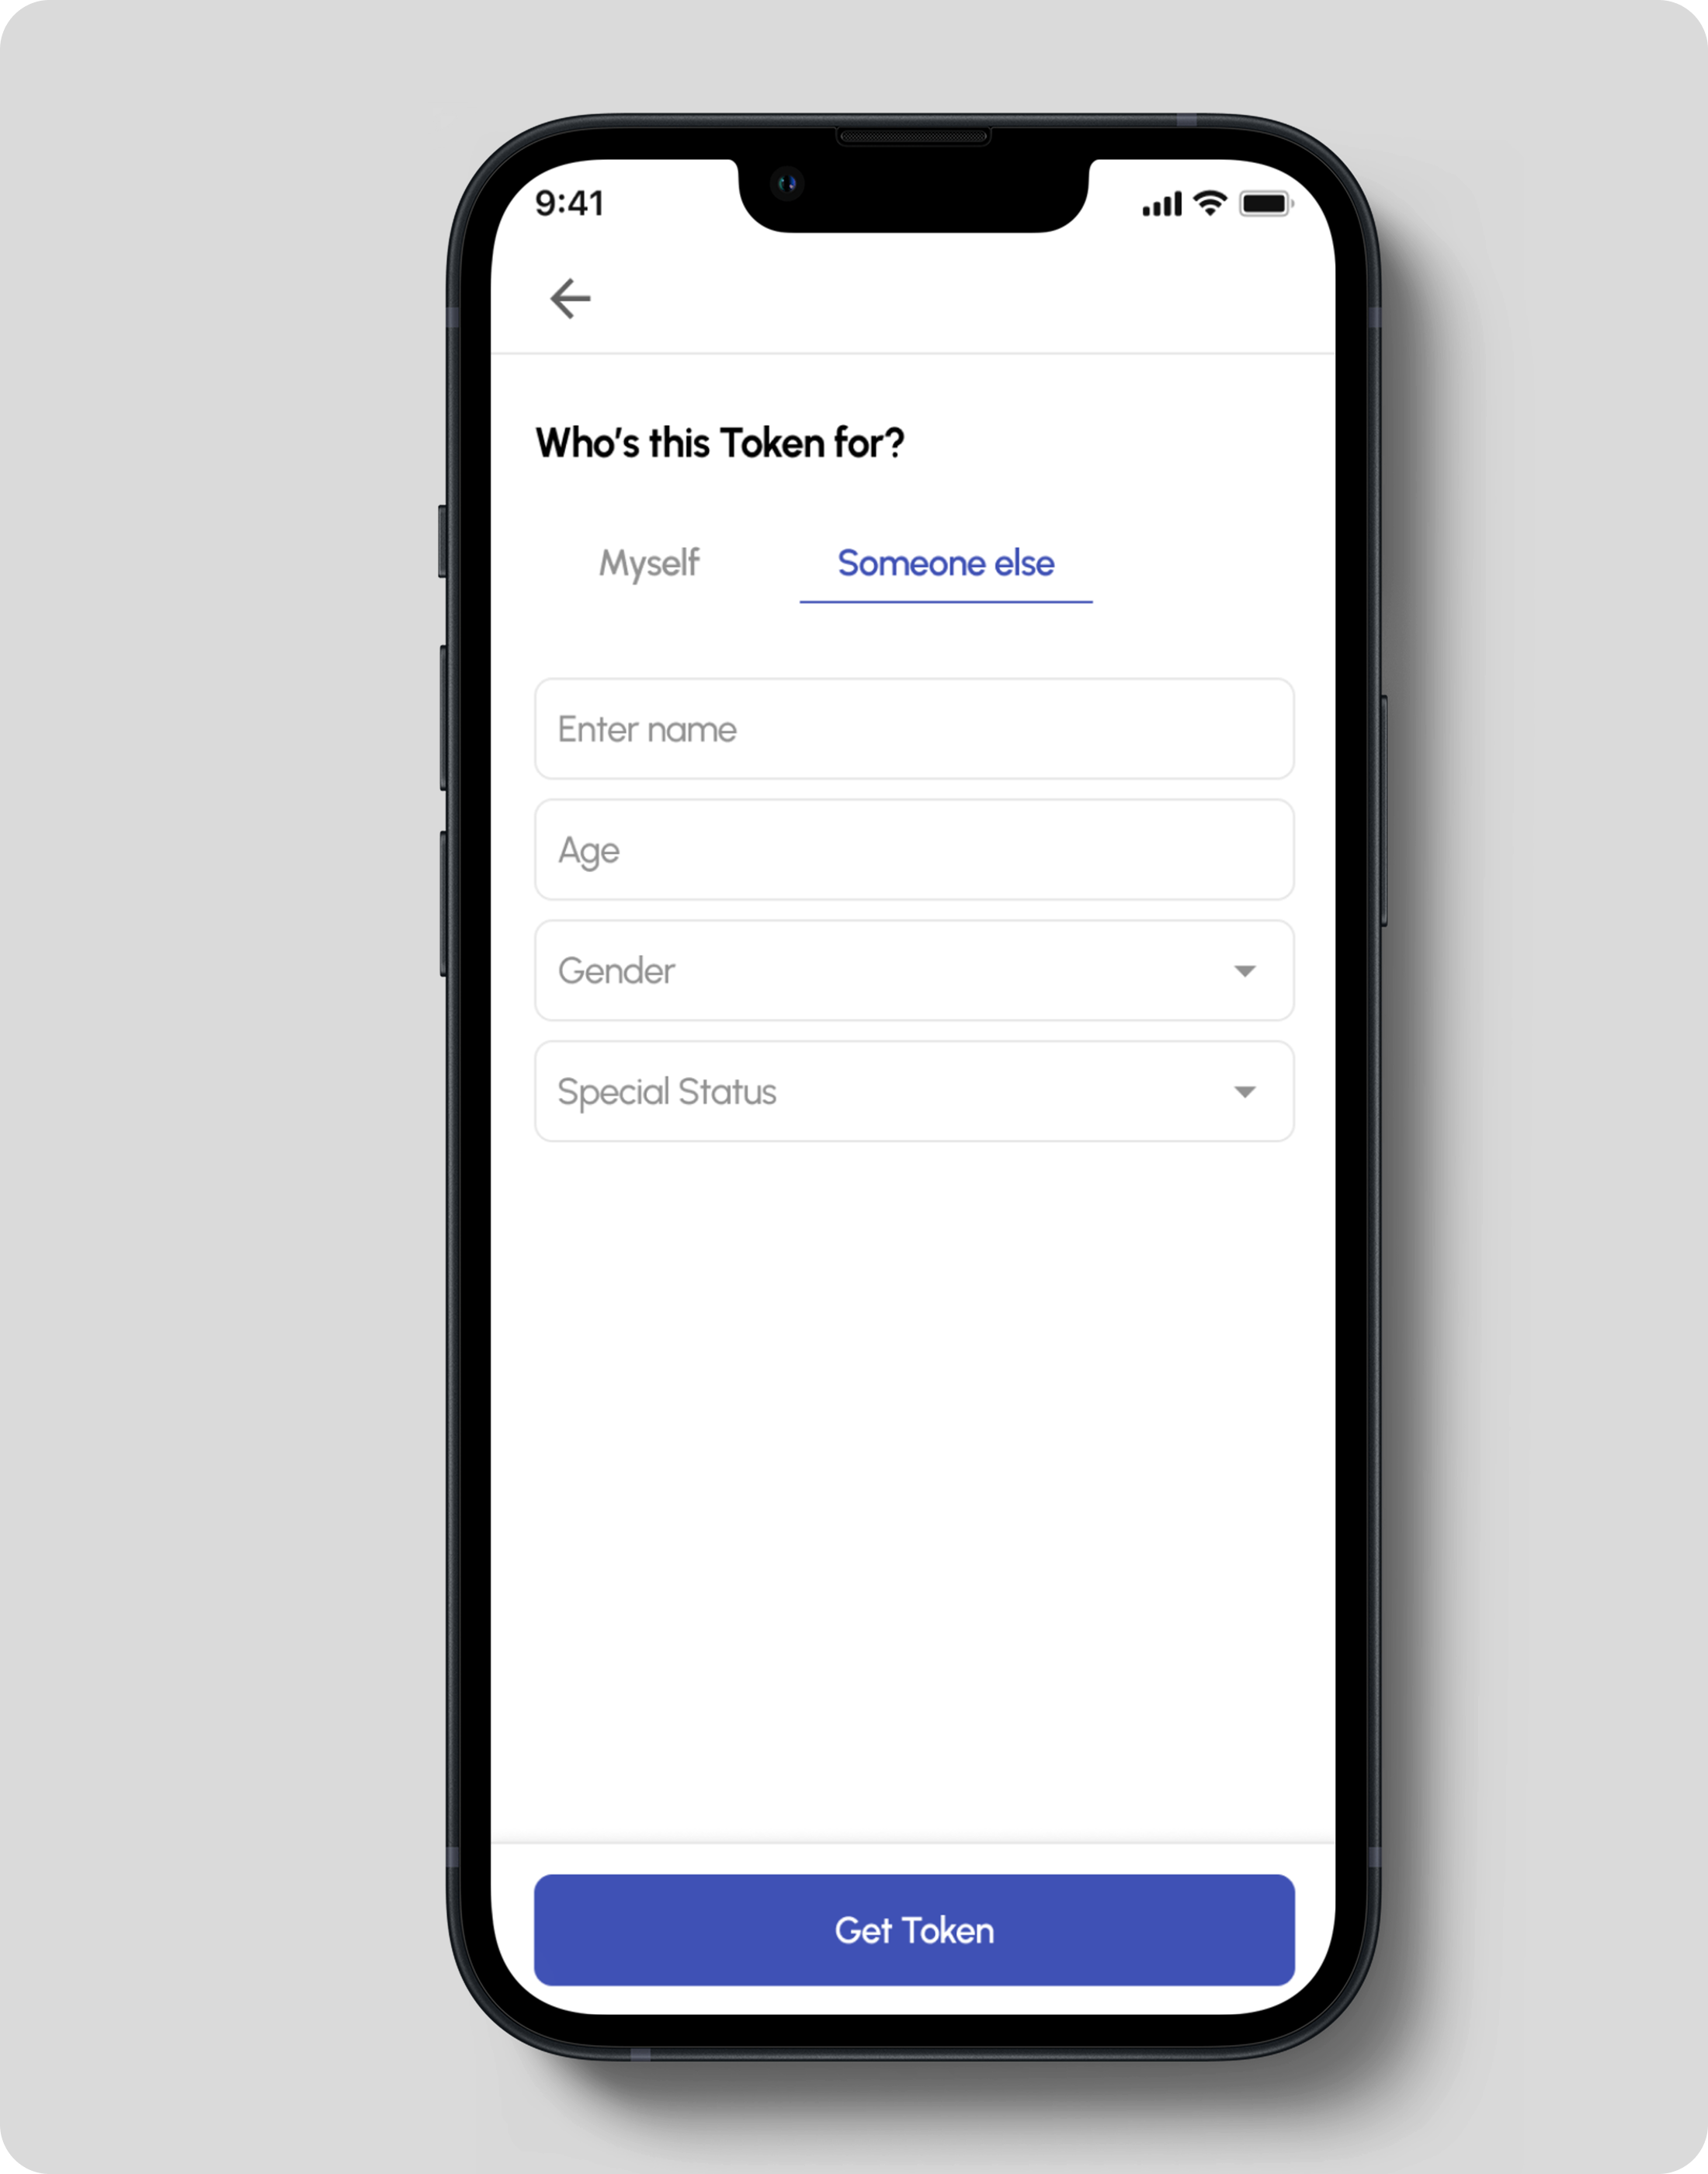 9:41
Who's this Token for?
Myself
Someone else
Enter name
Age
Gender
Special Status
Get Token